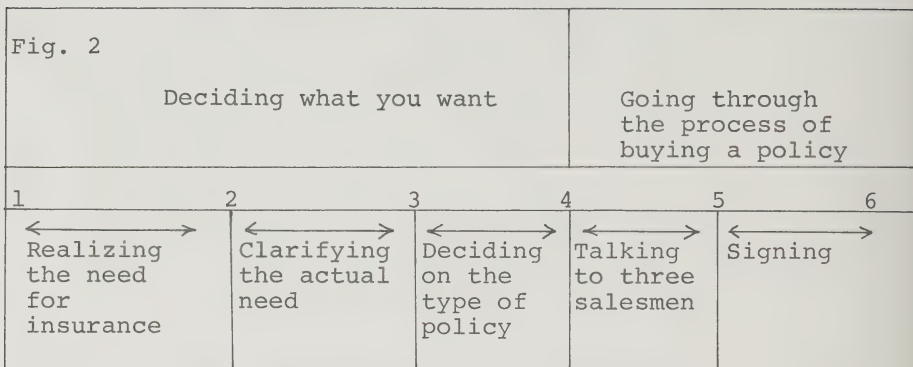 Fig. 2
Deciding what you want
Going through
the process of
buying a policy
1 2 3 4 5 6
Realizing
the need
for
insurance
Clarifying
the actual
need
Deciding
on the
type of
policy
Talking
to three
salesmen
Signing